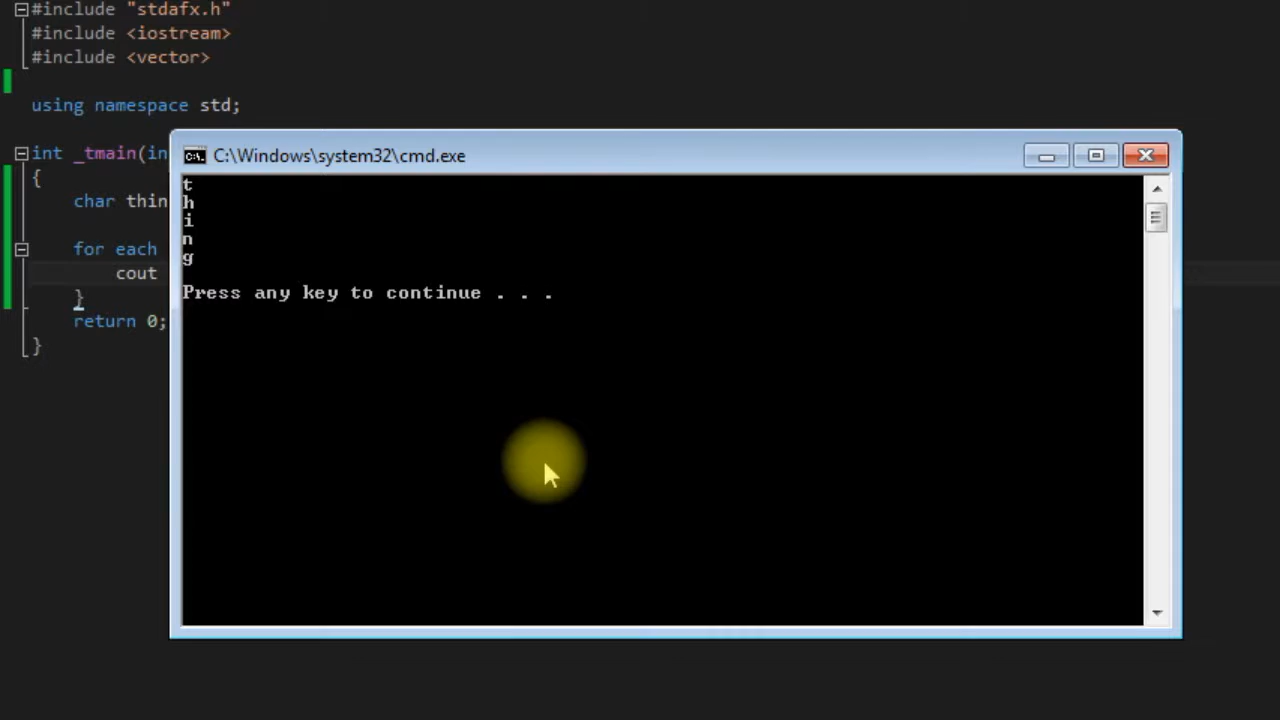 #include "stdafx.h"
#include <iostream>
#include <vector>
using namespace std;
int _tmain(in
{
char thin
for each
cout
}
return 0;
}
C:\Windows\system32\cmd.exe
t
h
i
n
g
Press any key to continue . . .